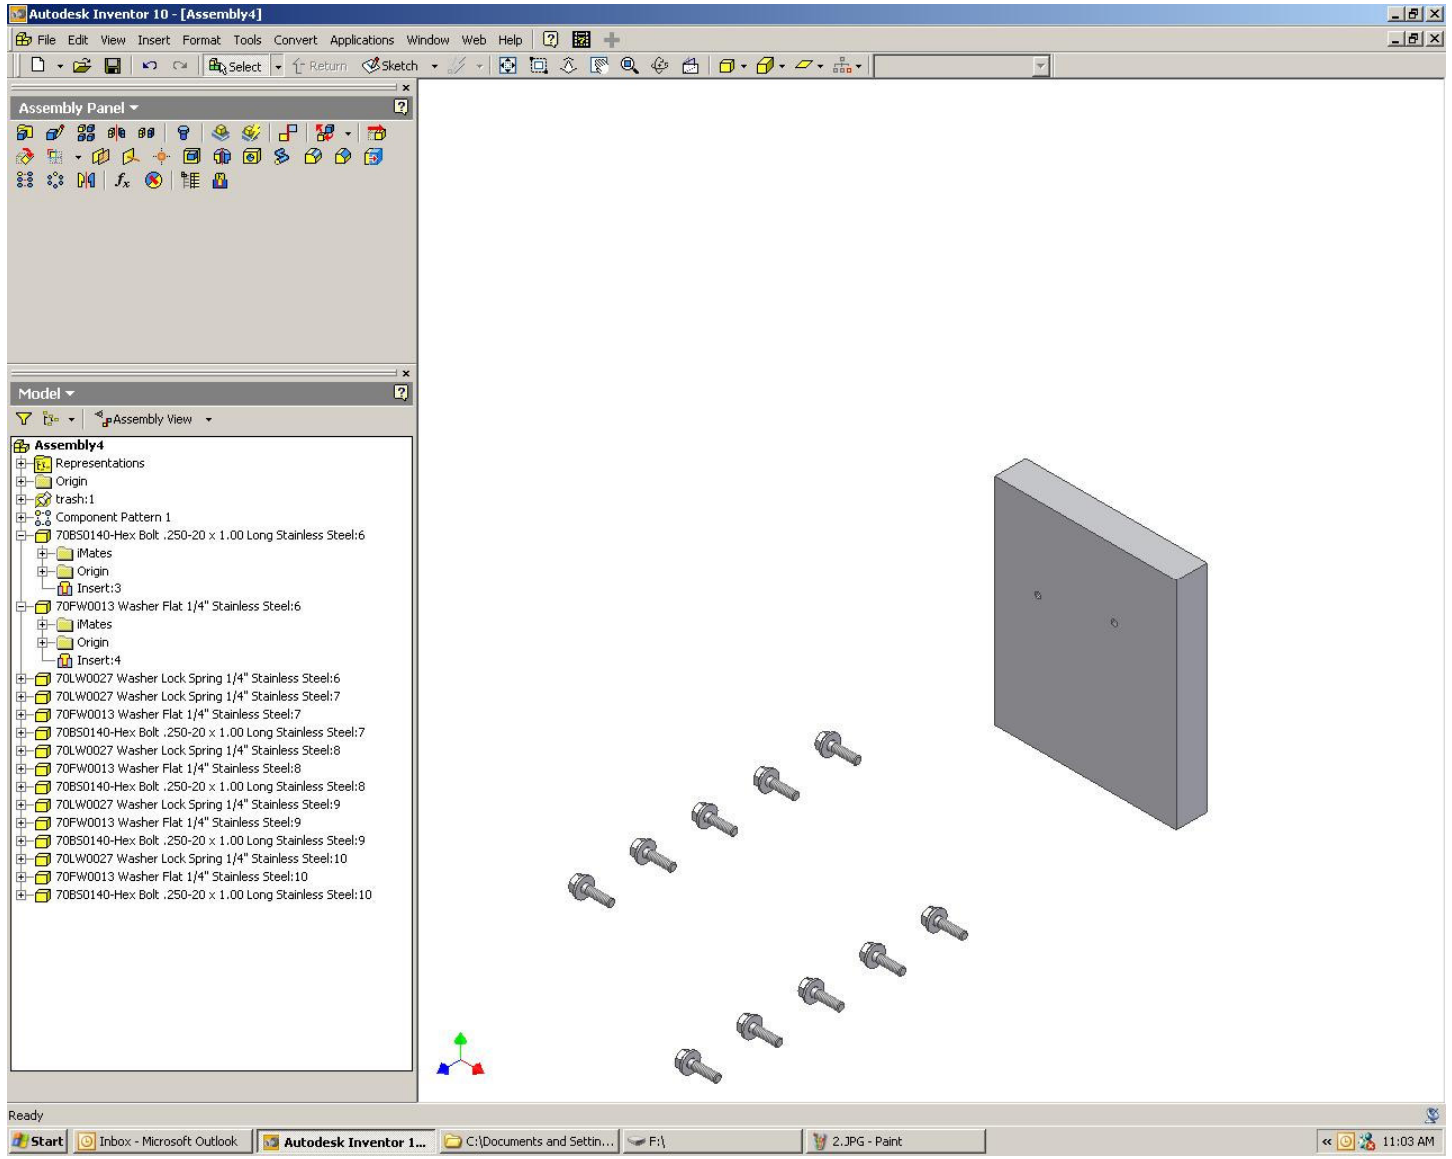 Autodesk Inventor 10 - [Assembly4]
File Edit View Insert Format Tools Convert Applications Window Web Help
Select Return Sketch
Assembly Panel
fx
Model
Assembly View
Assembly4
Representations
Origin
trash:1
Component Pattern 1
70BS0140-Hex Bolt .250-20 x 1.00 Long Stainless Steel:6
iMates
Origin
Insert:3
70FW0013 Washer Flat 1/4" Stainless Steel:6
iMates
Origin
Insert:4
70LW0027 Washer Lock Spring 1/4" Stainless Steel:6
70LW0027 Washer Lock Spring 1/4" Stainless Steel:7
70FW0013 Washer Flat 1/4" Stainless Steel:7
70BS0140-Hex Bolt .250-20 x 1.00 Long Stainless Steel:7
70LW0027 Washer Lock Spring 1/4" Stainless Steel:8
70FW0013 Washer Flat 1/4" Stainless Steel:8
70BS0140-Hex Bolt .250-20 x 1.00 Long Stainless Steel:8
70LW0027 Washer Lock Spring 1/4" Stainless Steel:9
70FW0013 Washer Flat 1/4" Stainless Steel:9
70BS0140-Hex Bolt .250-20 x 1.00 Long Stainless Steel:9
70LW0027 Washer Lock Spring 1/4" Stainless Steel:10
70FW0013 Washer Flat 1/4" Stainless Steel:10
70BS0140-Hex Bolt .250-20 x 1.00 Long Stainless Steel:10
Ready
Start Inbox - Microsoft Outlook Autodesk Inventor 1... C:\Documents and Settin... F:\ 2.JPG - Paint « 11:03 AM